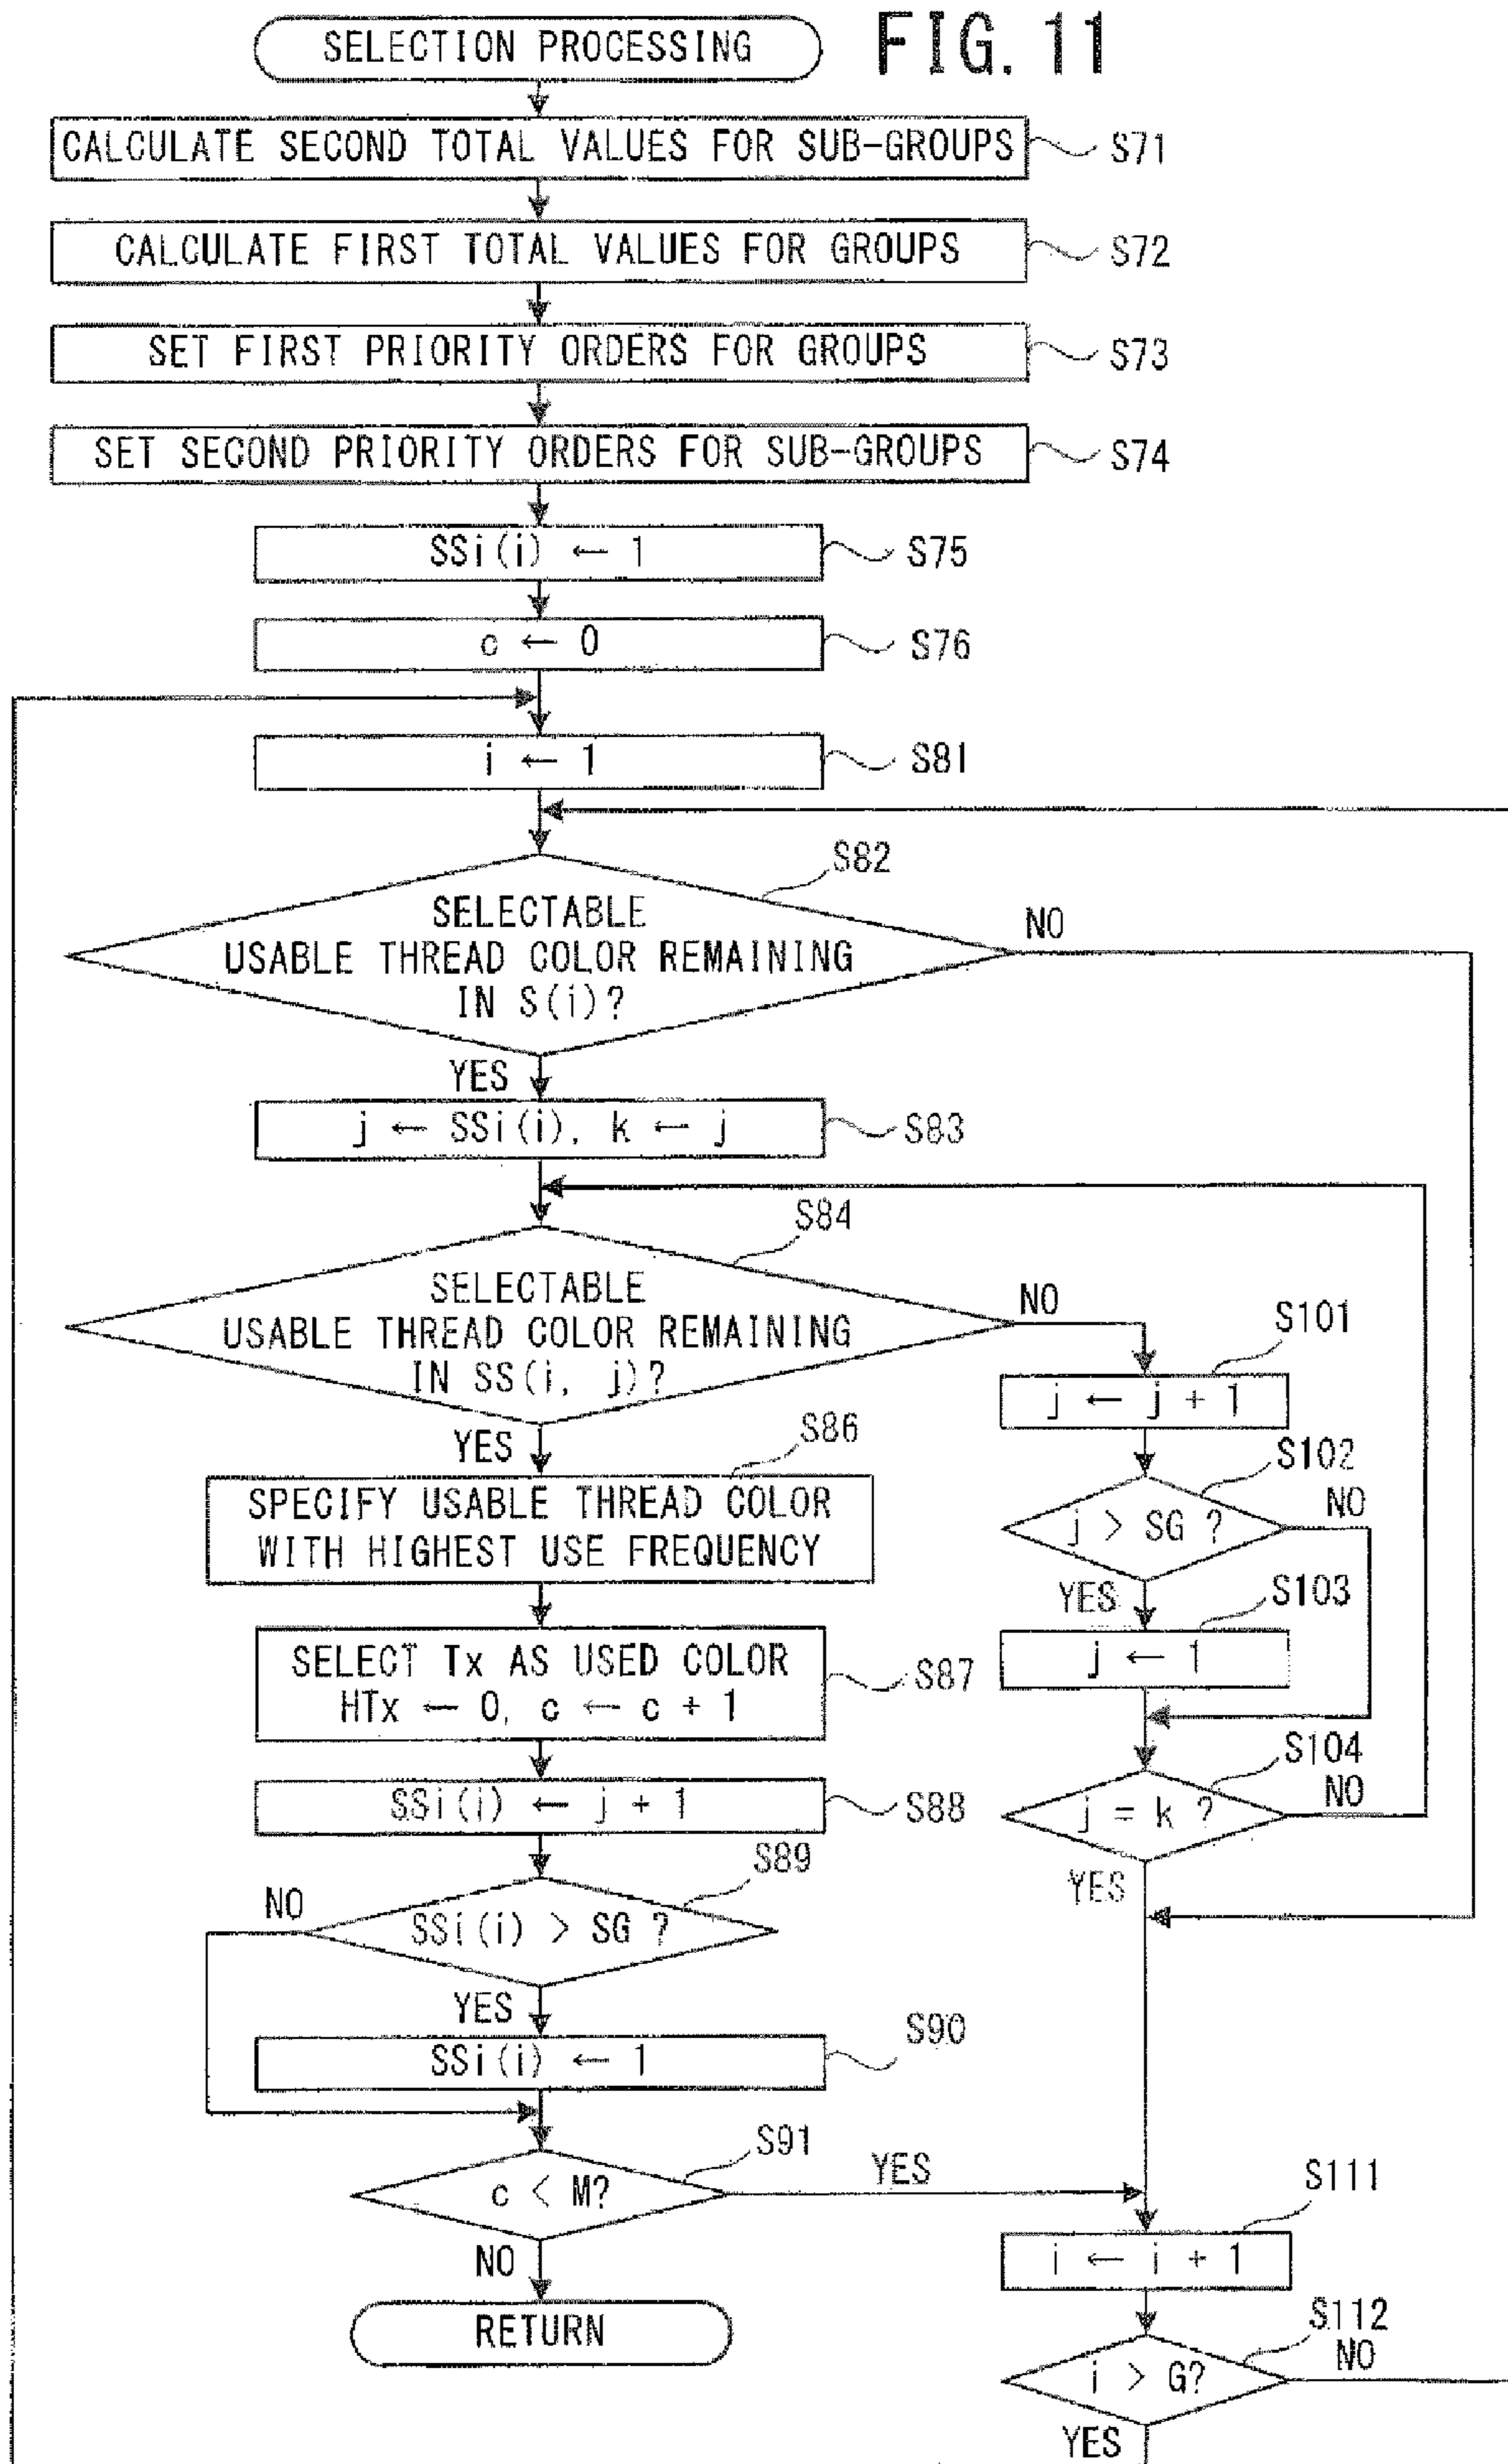 FIG. 11
SELECTION PROCESSING
CALCULATE SECOND TOTAL VALUES FOR SUB-GROUPS
S71
CALCULATE FIRST TOTAL VALUES FOR GROUPS
S72
SET FIRST PRIORITY ORDERS FOR GROUPS
S73
SET SECOND PRIORITY ORDERS FOR SUB-GROUPS
S74
SSi(i) ← 1
S75
c ← 0
S76
i ← 1
S81
S82
SELECTABLE
USABLE THREAD COLOR REMAINING
IN S(i)?
NO
YES
j ← SSi(i), k ← j
S83
S84
SELECTABLE
USABLE THREAD COLOR REMAINING
IN SS(i, j)?
NO
YES
S101
j ← j + 1
S86
SPECIFY USABLE THREAD COLOR
WITH HIGHEST USE FREQUENCY
S102
j > SG ?
NO
YES
S103
j ← 1
SELECT Tx AS USED COLOR
HTx ← 0, c ← c + 1
S87
S104
j = k ?
NO
YES
SSi(i) ← j + 1
S88
S89
SSi(i) > SG ?
NO
YES
SSi(i) ← 1
S90
S91
c < M?
YES
NO
RETURN
S111
i ← i + 1
S112
i > G?
NO
YES